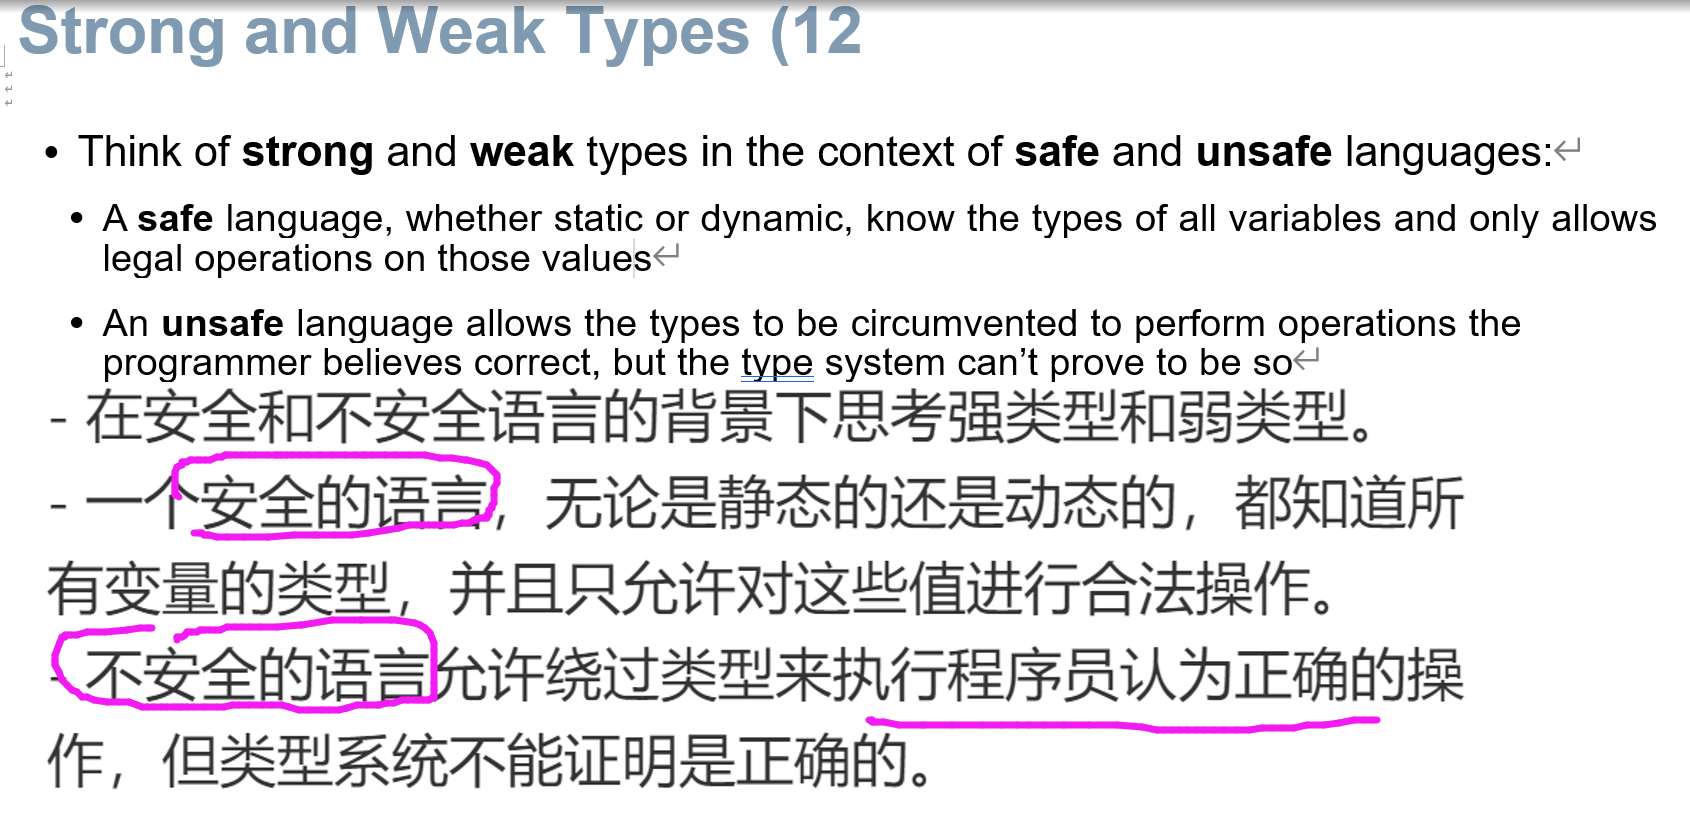 Strong and Weak Types (12
• Think of strong and weak types in the context of safe and unsafe languages:↵
• A safe language, whether static or dynamic, know the types of all variables and only allows
legal operations on those values↵
• An unsafe language allows the types to be circumvented to perform operations the
programmer believes correct, but the type system can’t prove to be so↵
- 在安全和不安全语言的背景下思考强类型和弱类型。
- 一个安全的语言，无论是静态的还是动态的，都知道所
有变量的类型，并且只允许对这些值进行合法操作。
- 不安全的语言允许绕过类型来执行程序员认为正确的操
作，但类型系统不能证明是正确的。